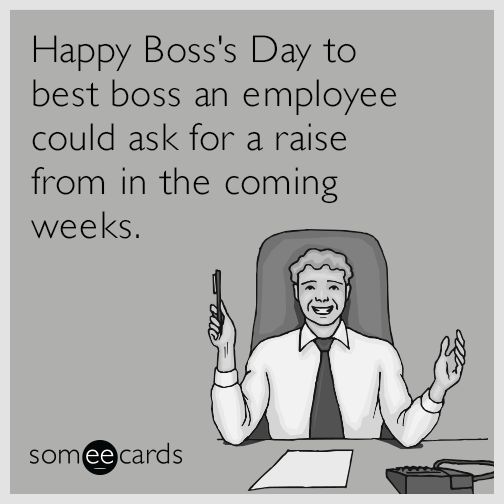 Happy Boss's Day to
best boss an employee
could ask for a raise
from in the coming
weeks.
someecards